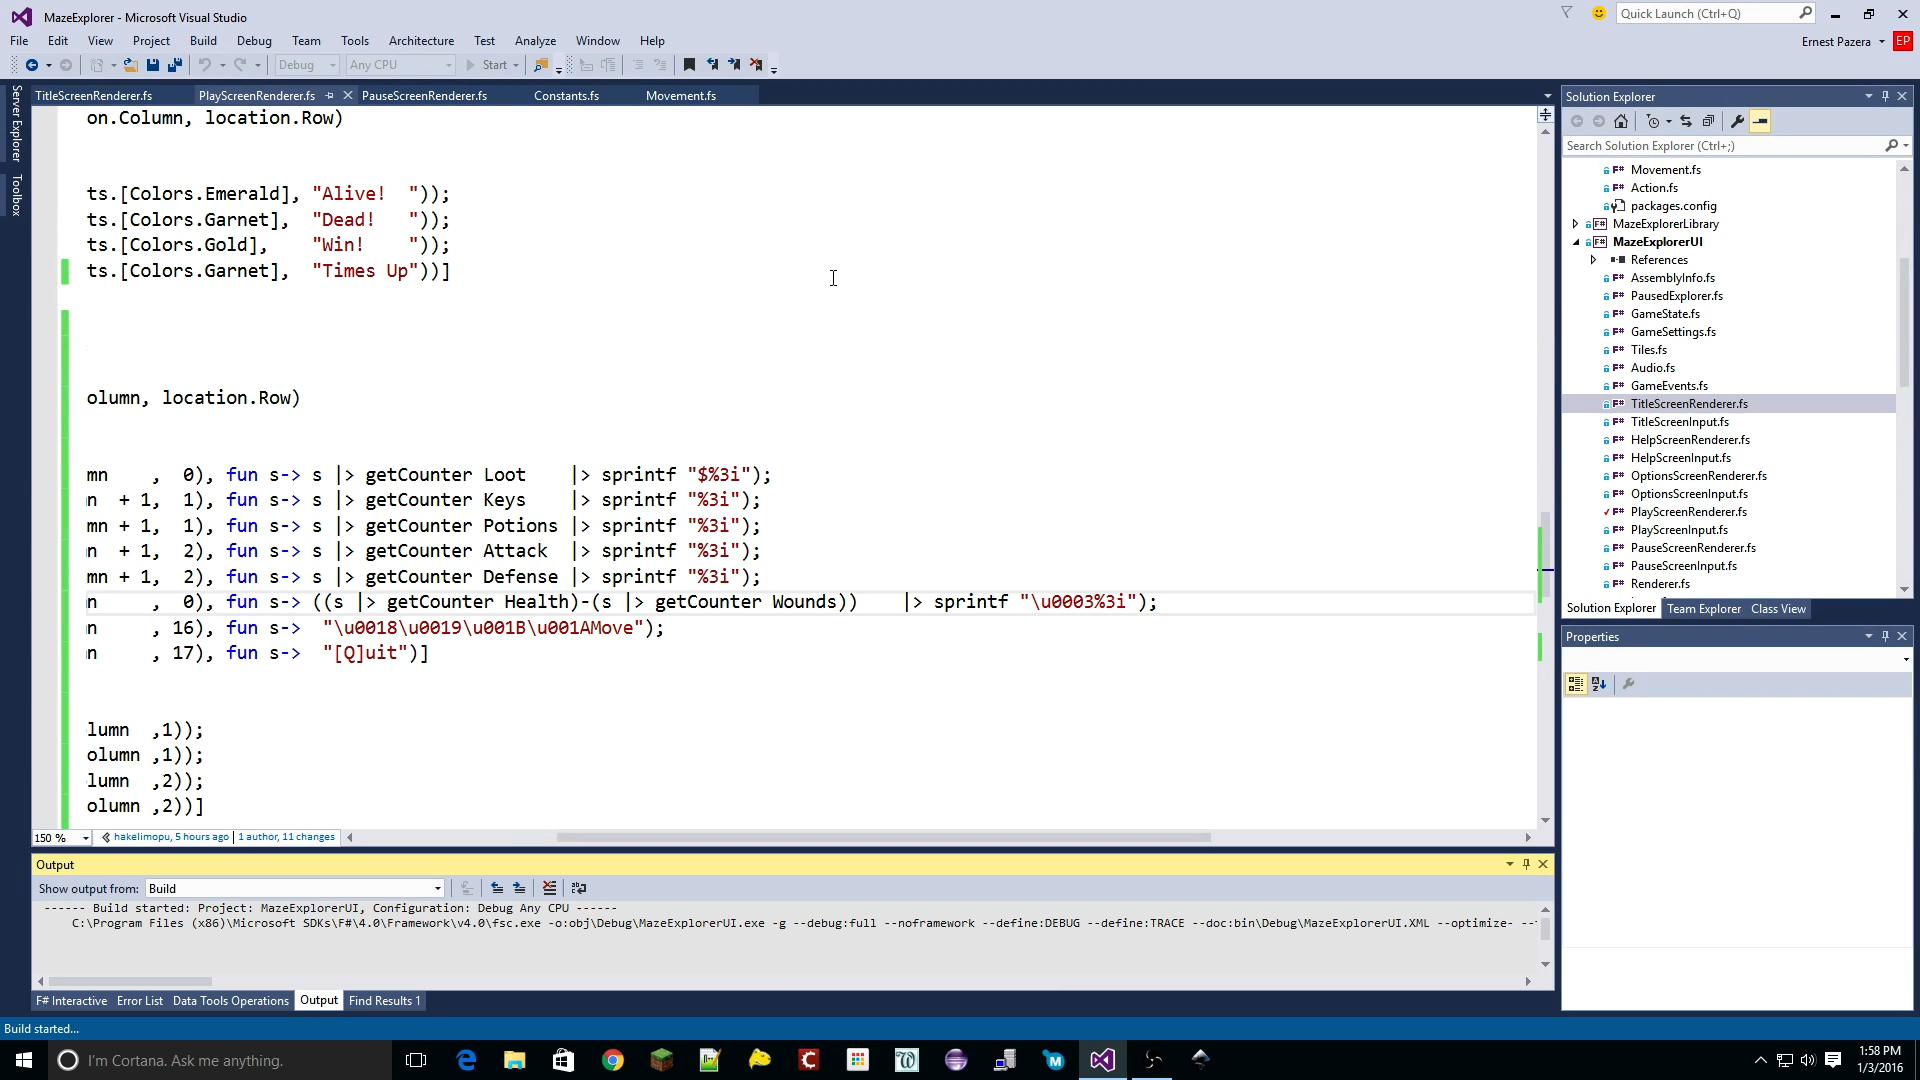 MazeExplorer - Microsoft Visual Studio
Quick Launch (Ctrl+Q)
File Edit View Project Build Debug Team Tools Architecture Test Analyze Window Help
Ernest Pazera EP
Debug Any CPU Start
Server Explorer
Toolbox
TitleScreenRenderer.fs PlayScreenRenderer.fs PauseScreenRenderer.fs Constants.fs Movement.fs
on.Column, location.Row)
ts.[Colors.Emerald], "Alive!  "));
ts.[Colors.Garnet],  "Dead!   "));
ts.[Colors.Gold],    "Win!    "));
ts.[Colors.Garnet],  "Times Up"))]
olumn, location.Row)
mn    ,  0), fun s-> s |> getCounter Loot    |> sprintf "$%3i");
n  + 1,  1), fun s-> s |> getCounter Keys    |> sprintf "%3i");
mn + 1,  1), fun s-> s |> getCounter Potions |> sprintf "%3i");
n  + 1,  2), fun s-> s |> getCounter Attack  |> sprintf "%3i");
mn + 1,  2), fun s-> s |> getCounter Defense |> sprintf "%3i");
n     ,  0), fun s-> ((s |> getCounter Health)-(s |> getCounter Wounds))    |> sprintf "\u0003%3i");
n     , 16), fun s->  "\u0018\u0019\u001B\u001AMove");
n     , 17), fun s->  "[Q]uit")]
lumn  ,1));
olumn ,1));
lumn  ,2));
olumn ,2))]
150 % hakelimopu, 5 hours ago | 1 author, 11 changes
Output
Show output from: Build
------ Build started: Project: MazeExplorerUI, Configuration: Debug Any CPU ------
C:\Program Files (x86)\Microsoft SDKs\F#\4.0\Framework\v4.0\fsc.exe -o:obj\Debug\MazeExplorerUI.exe -g --debug:full --noframework --define:DEBUG --define:TRACE --doc:bin\Debug\MazeExplorerUI.XML --optimize-
F# Interactive Error List Data Tools Operations Output Find Results 1
Build started...
Solution Explorer
Search Solution Explorer (Ctrl+;)
F# Movement.fs
F# Action.fs
packages.config
F# MazeExplorerLibrary
F# MazeExplorerUI
References
F# AssemblyInfo.fs
F# PausedExplorer.fs
F# GameState.fs
F# GameSettings.fs
F# Tiles.fs
F# Audio.fs
F# GameEvents.fs
F# TitleScreenRenderer.fs
F# TitleScreenInput.fs
F# HelpScreenRenderer.fs
F# HelpScreenInput.fs
F# OptionsScreenRenderer.fs
F# OptionsScreenInput.fs
F# PlayScreenRenderer.fs
F# PlayScreenInput.fs
F# PauseScreenRenderer.fs
F# PauseScreenInput.fs
F# Renderer.fs
Solution Explorer Team Explorer Class View
Properties
I'm Cortana. Ask me anything.
1:58 PM
1/3/2016